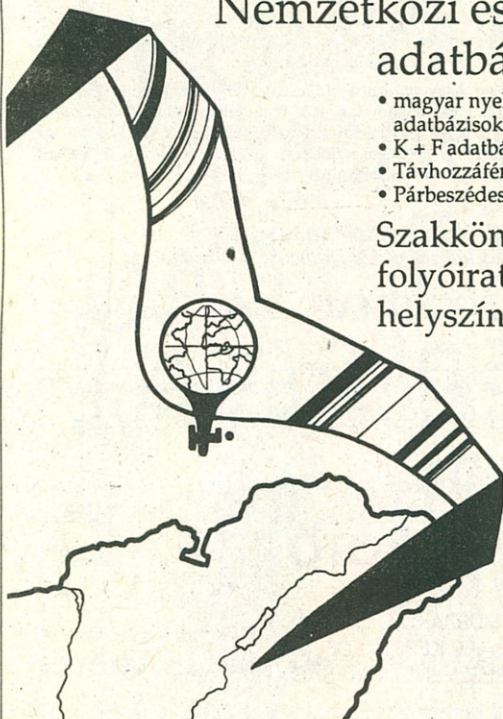 Nemzetközi és
adatbá
• magyar nye
adatbázisok
• K + F adatbá
• Távhozzáfér
• Párbeszédes
Szakkön
folyóirat
helyszín